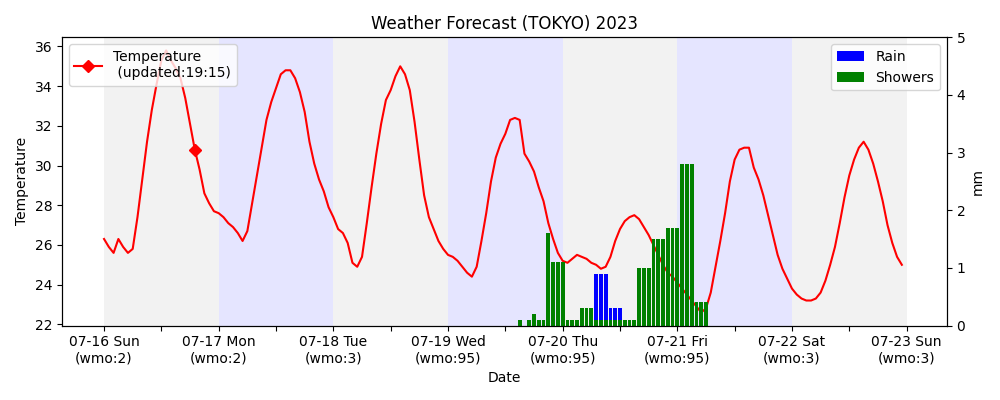 Weather Forecast (TOKYO) 2023
Temperature
(updated:19:15)
Rain
Showers
36
34
32
30
28
26
24
22
Temperature
5
4
3
2
1
0
mm
07-16 Sun
(wmo:2)
07-17 Mon
(wmo:2)
07-18 Tue
(wmo:3)
07-19 Wed
(wmo:95)
07-20 Thu
(wmo:95)
07-21 Fri
(wmo:95)
07-22 Sat
(wmo:3)
07-23 Sun
(wmo:3)
Date